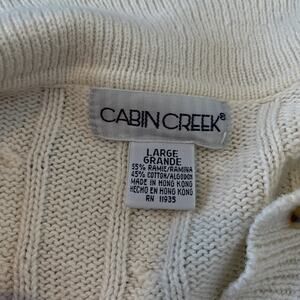 CABIN CREEK®
LARGE
GRANDE
55% RAMIE/RAMINA
45% COTTON/ALGODON
MADE IN HONG KONG
HECHO EN HONG KONG
RN 11935